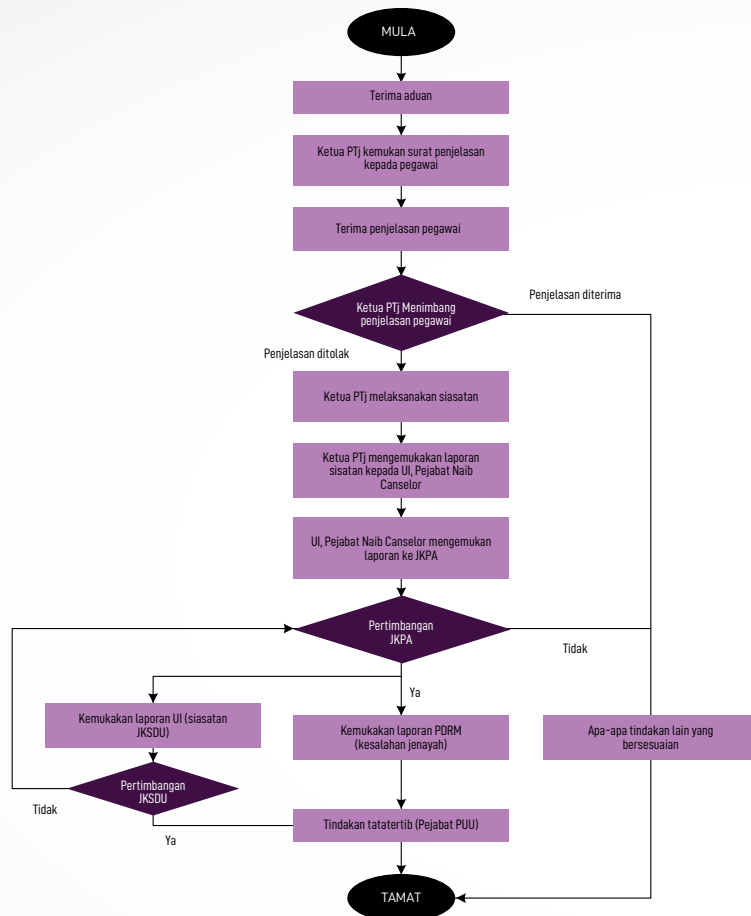 MULA
Terima aduan
Ketua PTj kemukan surat penjelasan
kepada pegawai
Terima penjelasan pegawai
Ketua PTj Menimbang
penjelasan pegawai
Penjelasan diterima
Penjelasan ditolak
Ketua PTj melaksanakan siasatan
Ketua PTj mengemukakan laporan
sisatan kepada UI, Pejabat Naib
Canselor
UI, Pejabat Naib Canselor mengemukan
laporan ke JKPA
Pertimbangan
JKPA
Tidak
Ya
Kemukakan laporan UI (siasatan
JKSDU)
Kemukakan laporan PDRM
(kesalahan jenayah)
Apa-apa tindakan lain yang
bersesuaian
Pertimbangan
JKSDU
Tidak
Ya
Tindakan tatatertib (Pejabat PUU)
TAMAT